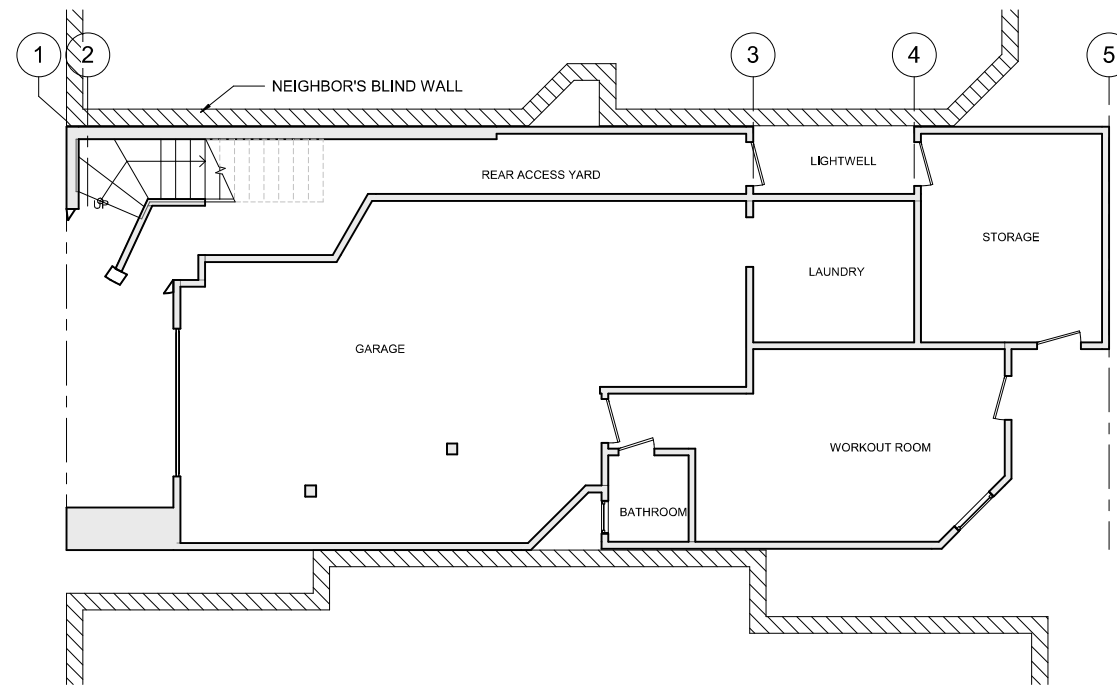 1
2
3
4
5
NEIGHBOR'S BLIND WALL
LIGHTWELL
REAR ACCESS YARD
UP
STORAGE
LAUNDRY
GARAGE
WORKOUT ROOM
BATHROOM